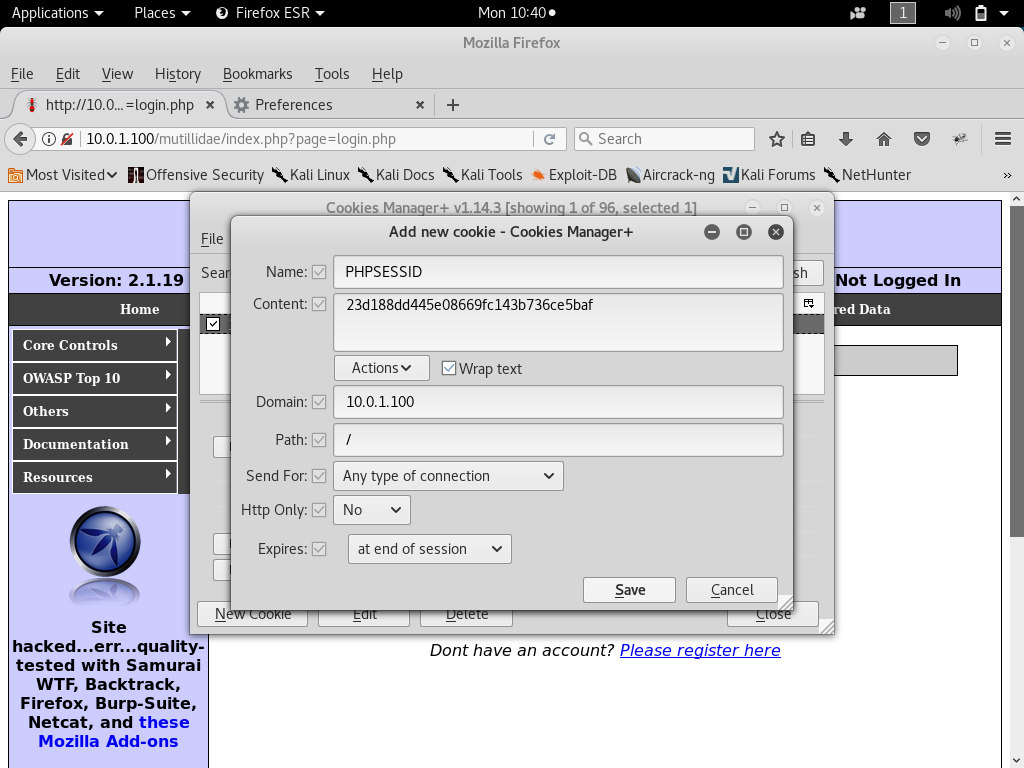 Applications Places Firefox ESR Mon 10:40 1
Mozilla Firefox
File Edit View History Bookmarks Tools Help
http://10.0...=login.php Preferences
10.0.1.100/mutillidae/index.php?page=login.php Search
Most Visited Offensive Security Kali Linux Kali Docs Kali Tools Exploit-DB Aircrack-ng Kali Forums NetHunter »
Cookies Manager+ v1.14.3 [showing 1 of 96, selected 1]
Add new cookie - Cookies Manager+
File
Name: PHPSESSID
Version: 2.1.19 Not Logged In
Content: 23d188dd445e08669fc143b736ce5baf
Home
Core Controls
Actions Wrap text
OWASP Top 10
Domain: 10.0.1.100
Others
Path: /
Documentation
Send For: Any type of connection
Resources
Http Only: No
Expires: at end of session
Save Cancel
New Cookie Edit Delete Close
Site
hacked...err...quality-
tested with Samurai
WTF, Backtrack,
Firefox, Burp-Suite,
Netcat, and these
Mozilla Add-ons
Dont have an account? Please register here